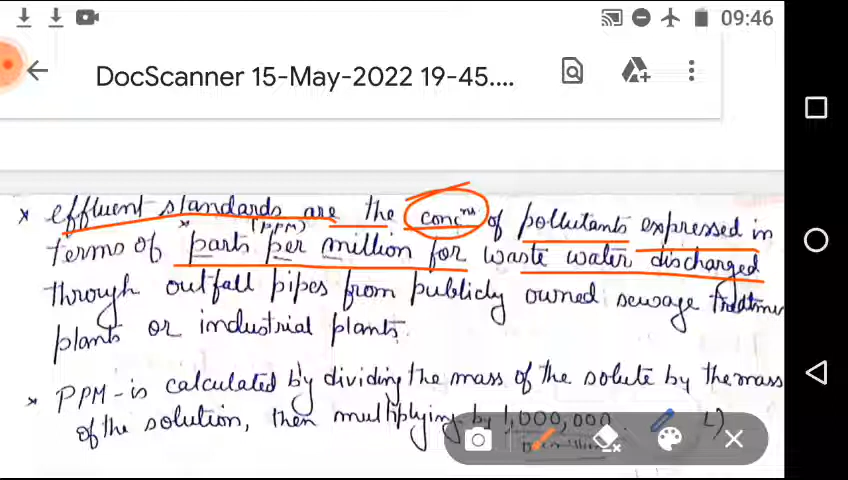 09:46
DocScanner 15-May-2022 19-45....
* effluent standards are the concⁿˢ of pollutants expressed in
(PPM)
terms of *parts per million for waste water discharged
through outfall pipes from publicly owned sewage treatme
plants or industrial plants.
* PPM - is calculated by dividing the mass of the solute by the mass
of the solution, then multiplying by 1,000,000